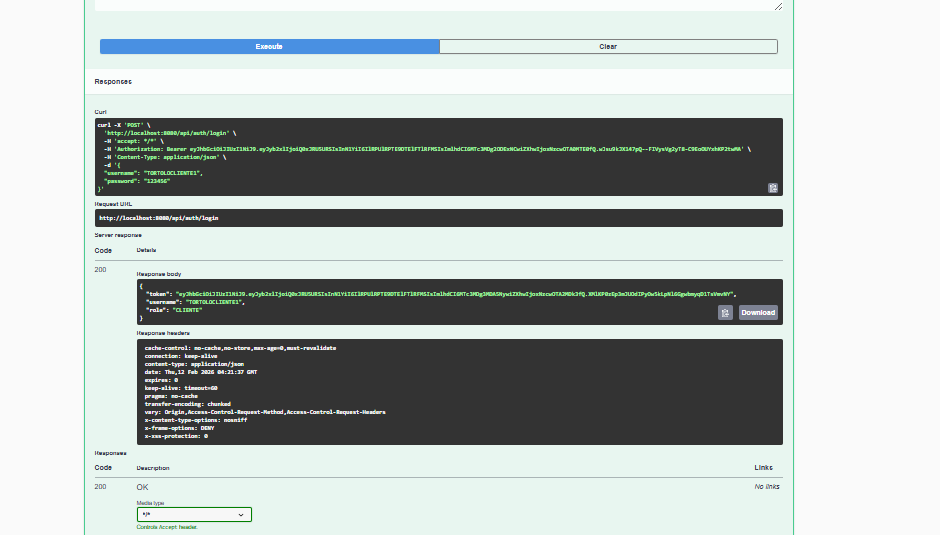 Execute
Clear
Responses
Curl
curl -X 'POST' \
'http://localhost:8080/api/auth/login' \
-H 'accept: */*' \
-H 'Authorization: Bearer
-H 'Content-Type: application/json' \
-d '{
"username": "TORTOLOCLIENTE1",
"password": "123456"
}'
Request URL
http://localhost:8080/api/auth/login
Server response
Code
Details
200
Response body
{
"token":
"username": "TORTOLOCLIENTE1",
"role": "CLIENTE"
}
Download
Response headers
cache-control: no-cache,no-store,max-age=0,must-revalidate
connection: keep-alive
content-type: application/json
date: Thu,12 Feb 2026 04:21:37 GMT
expires: 0
keep-alive: timeout=60
pragma: no-cache
transfer-encoding: chunked
vary: Origin,Access-Control-Request-Method,Access-Control-Request-Headers
x-content-type-options: nosniff
x-frame-options: DENY
x-xss-protection: 0
Responses
Code
Description
Links
200
OK
No links
Media type
*/*
Controls Accept header.